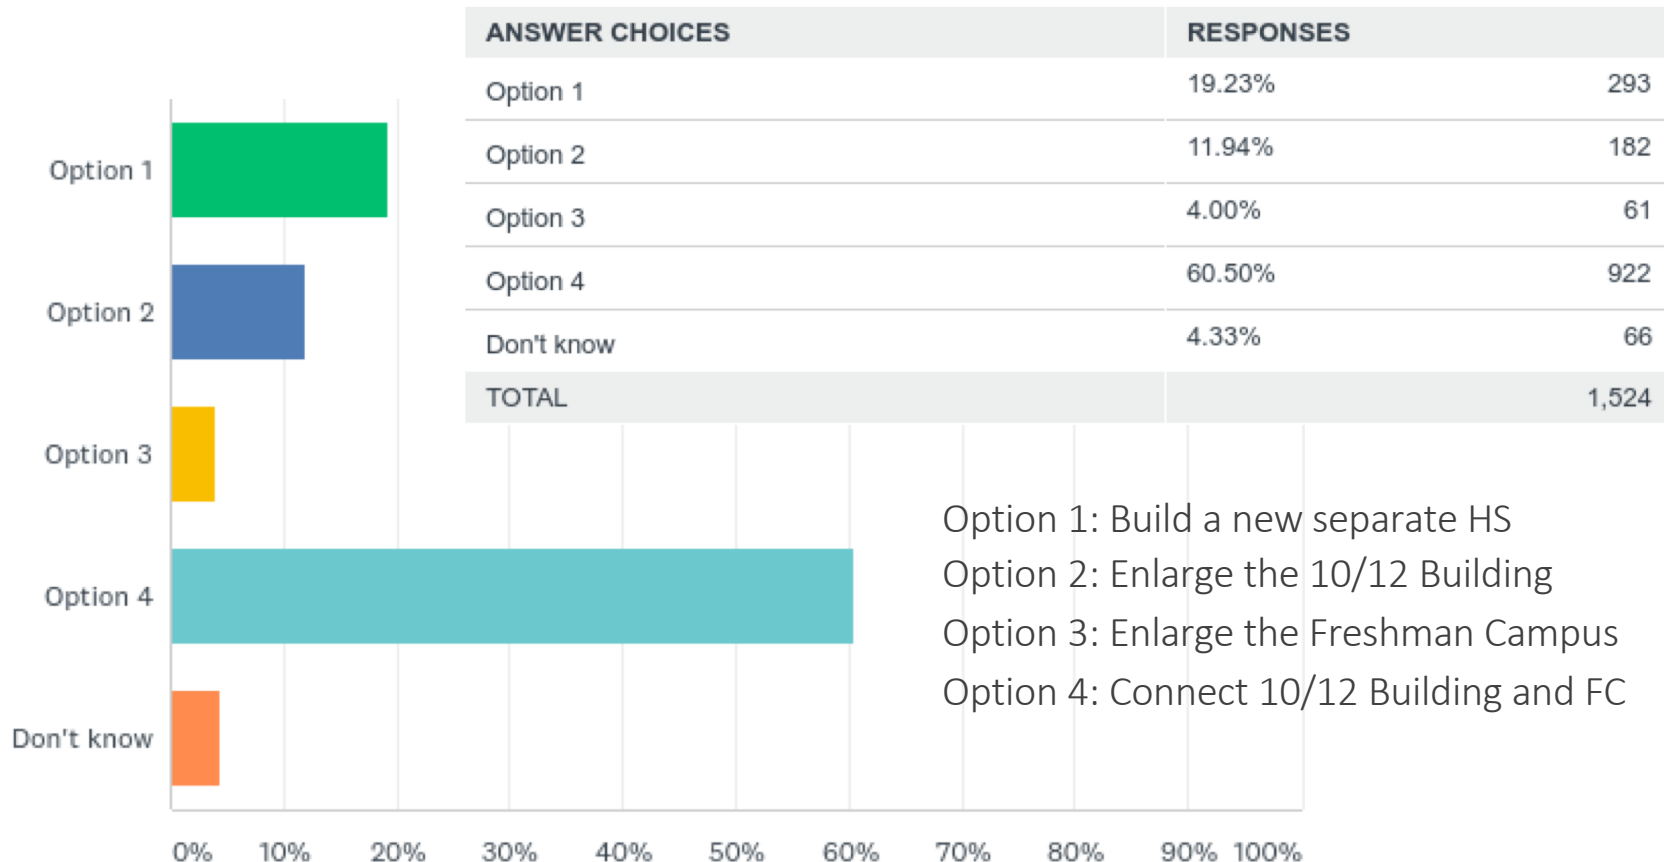 ANSWER CHOICES RESPONSES
Option 1 19.23% 293
Option 2 11.94% 182
Option 3 4.00% 61
Option 4 60.50% 922
Don't know 4.33% 66
TOTAL 1,524
Option 1
Option 2
Option 3
Option 4
Don't know
0% 10% 20% 30% 40% 50% 60% 70% 80% 90% 100%
Option 1: Build a new separate HS
Option 2: Enlarge the 10/12 Building
Option 3: Enlarge the Freshman Campus
Option 4: Connect 10/12 Building and FC